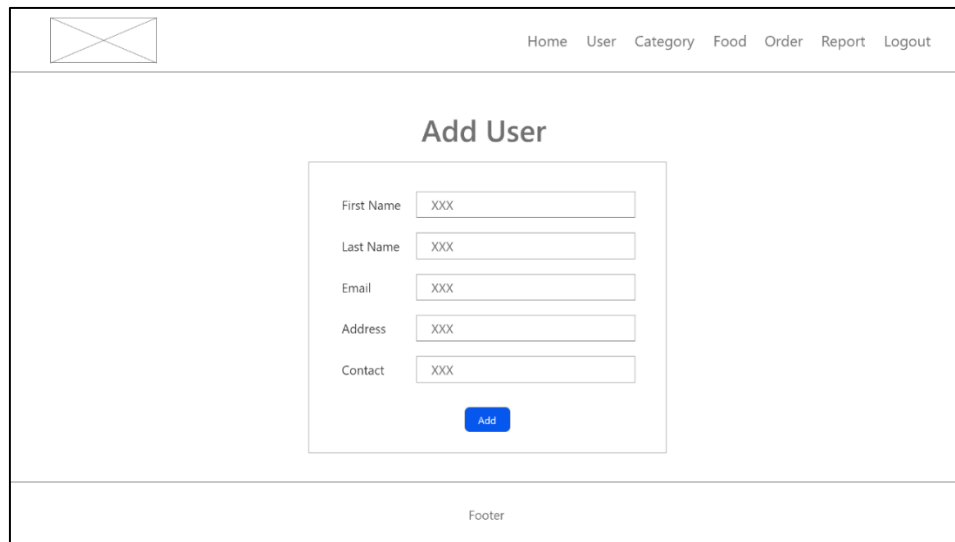 Home User Category Food Order Report Logout
Add User
First Name XXX
Last Name XXX
Email XXX
Address XXX
Contact XXX
Add
Footer